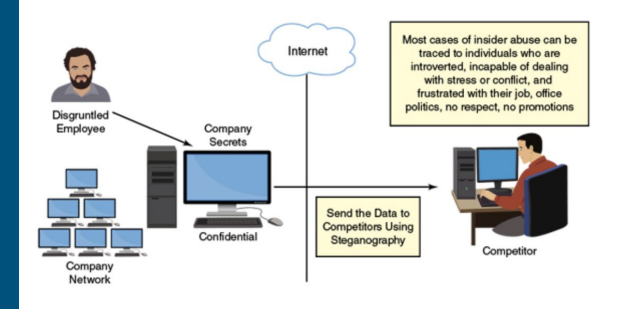 Internet
Most cases of insider abuse can be
traced to individuals who are
introverted, incapable of dealing
with stress or conflict, and
frustrated with their job, office
politics, no respect, no promotions
Disgruntled
Employee
Company
Secrets
Confidential
Send the Data to
Competitors Using
Steganography
Competitor
Company
Network